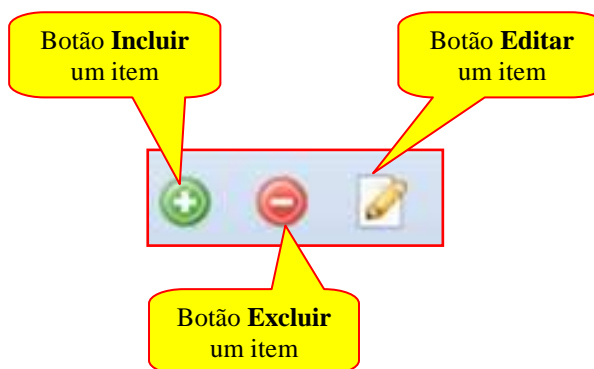 Botão Incluir
um item
Botão Editar
um item
Botão Excluir
um item